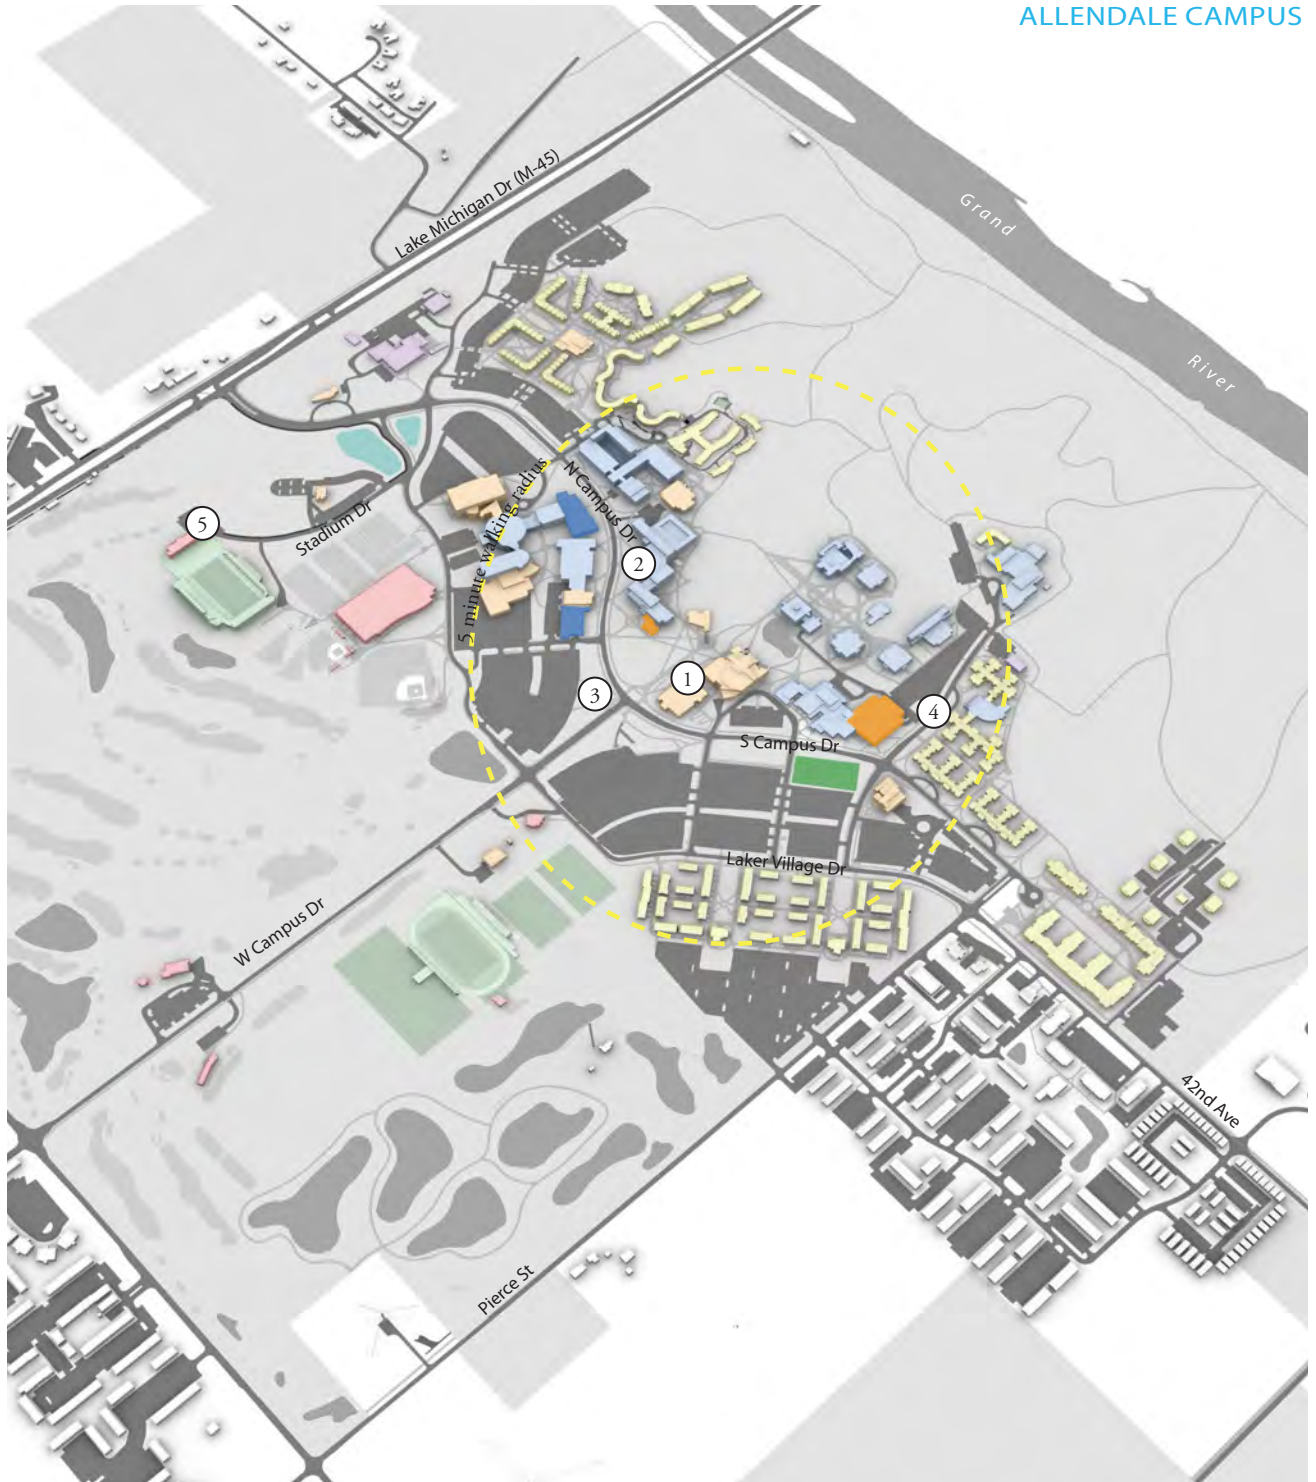 ALLENDALE CAMPUS
Lake Michigan Dr (M-45)
Grand
River
5 minute walking radius
N Campus Dr
5
Stadium Dr
2
1
3
4
S Campus Dr
Laker Village Dr
W Campus Dr
42nd Ave
Pierce St